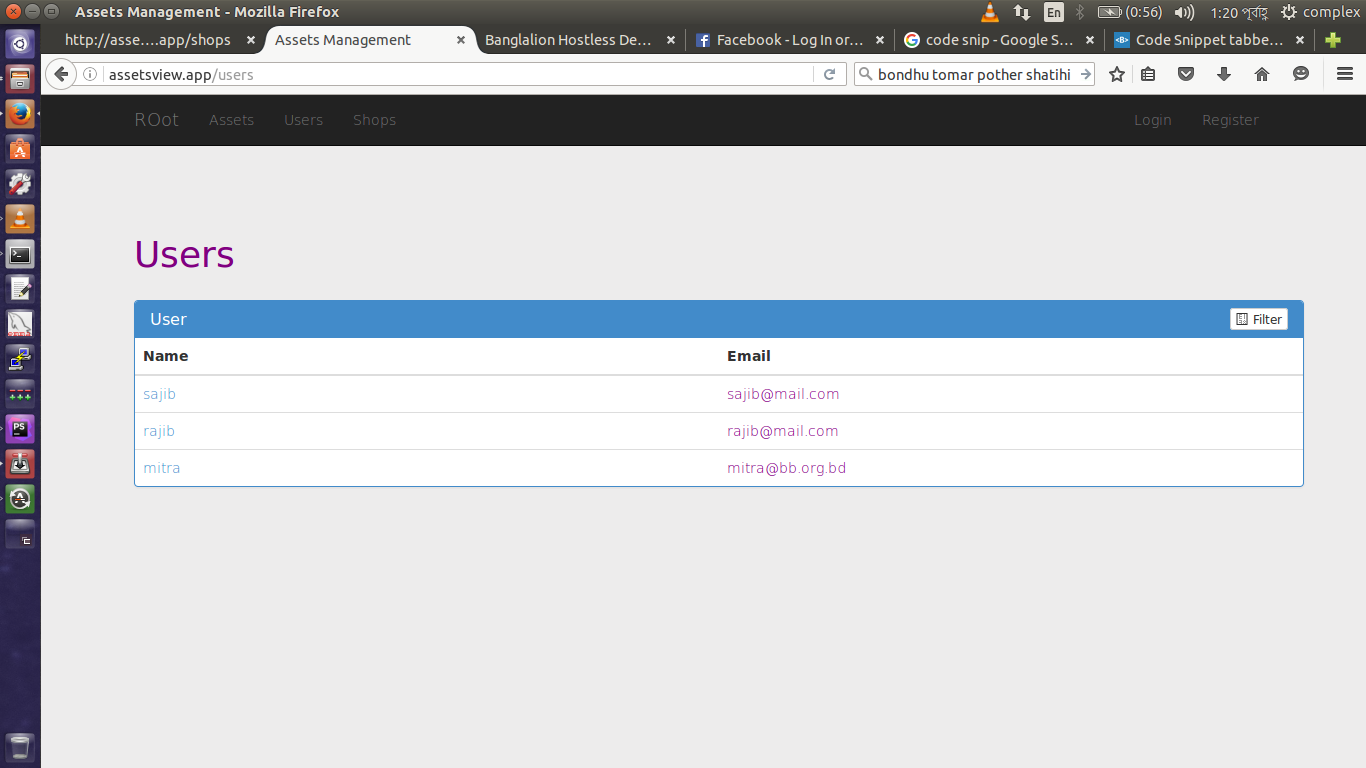 Assets Management - Mozilla Firefox En (0:56) 1:20 পূর্বাহ্ণ complex
http://asse....app/shops Assets Management Banglalion Hostless De... Facebook - Log In or... code snip - Google S... Code Snippet tabbe...
assetsview.app/users bondhu tomar pother shatihi
ROot Assets Users Shops Login Register
Users
User Filter
Name Email
sajib sajib@mail.com
rajib rajib@mail.com
mitra mitra@bb.org.bd